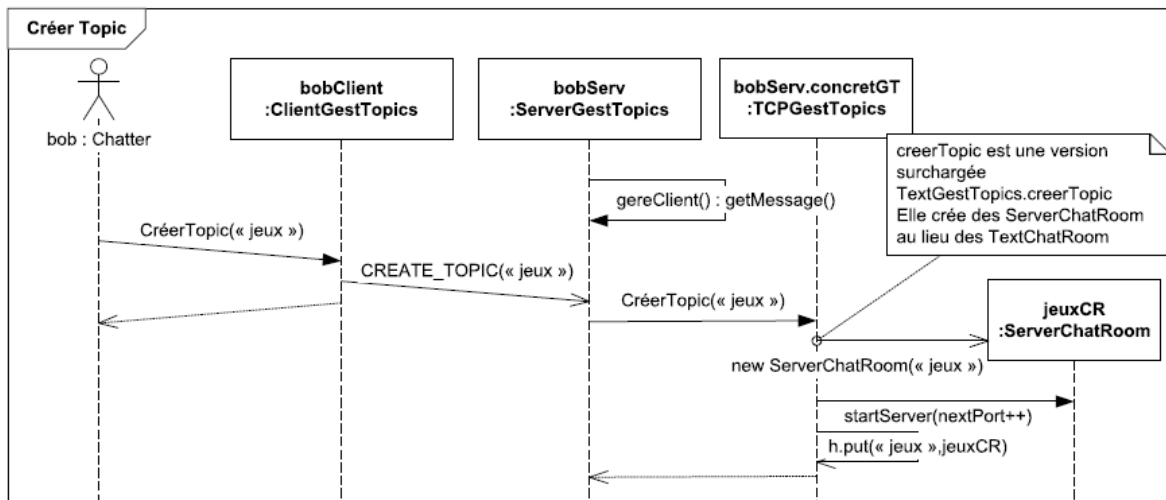 Créer Topic
bob : Chatter
bobClient
:ClientGestTopics
bobServ
:ServerGestTopics
bobServ.concretGT
:TCPGestTopics
creerTopic est une version
surchargée
TextGestTopics.creerTopic
Elle crée des ServerChatRoom
au lieu des TextChatRoom
gereClient() : getMessage()
CréerTopic(« jeux »)
CREATE_TOPIC(« jeux »)
CréerTopic(« jeux »)
jeuxCR
:ServerChatRoom
new ServerChatRoom(« jeux »)
startServer(nextPort++)
h.put(« jeux »,jeuxCR)